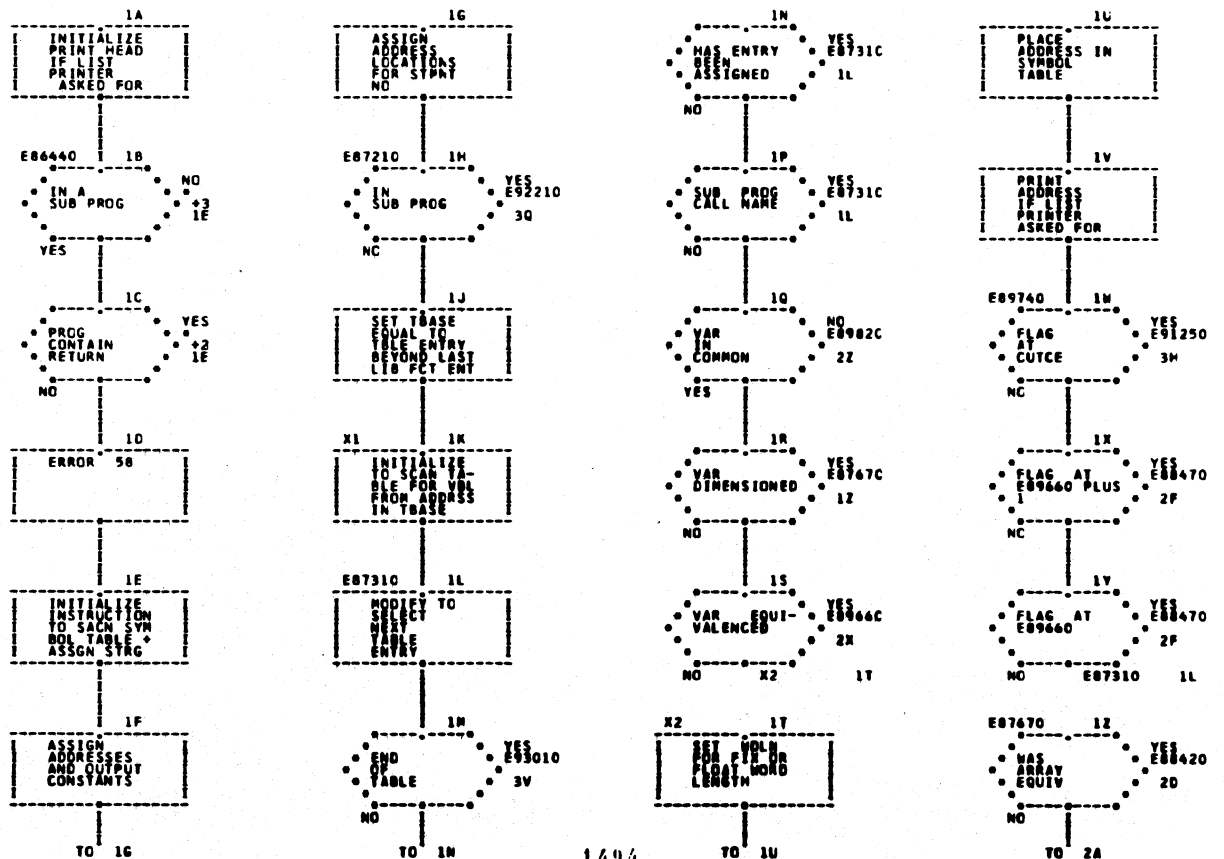 1A
INITIALIZE
PRINT HEAD
IF LIST
PRINTER
ASKED FOR
E86440 1B
IN A
SUB PROG
NO
+3
1E
YES
1C
PROG
CONTAIN
RETURN
YES
+2
1E
NO
1D
ERROR 58
1E
INITIALIZE
INSTRUCTION
TO SACN SYM
BOL TABLE +
ASSGN STRG
1F
ASSIGN
ADDRESSES
AND OUTPUT
CONSTANTS
TO 1G
1G
ASSIGN
ADDRESS
LOCATIONS
FOR STMNT
NO
E87210 1H
IN
SUB PROG
YES
E92210
3Q
NC
1J
SET TBASE
EQUAL TO
TBLE ENTRY
BEYOND LAST
LIB FCT ENT
X1 1K
INITIALIZE
TO SCAN TA-
BLE FOR VBL
FROM ADDRSS
IN TBASE
E87310 1L
MODIFY TO
SELECT
NEXT
TABLE
ENTRY
1M
END
OF
TABLE
YES
E93010
3V
NO
TO 1N
1N
HAS ENTRY
BEEN
ASSIGNED
YES
E8731C
1L
NO
1P
SUB PROG
CALL NAME
YES
E8731C
1L
NO
1Q
VAR
IN
COMMON
NO
E8982C
2Z
YES
1R
VAR
DIMENSIONED
YES
E8767C
1Z
NO
1S
VAR EQUI-
VALENCED
YES
E8966C
2X
NO X2 1T
X2 1T
SET WDLN
FOR FIX OR
FLOAT WORD
LENGTH
TO 1U
1U
PLACE
ADDRESS IN
SYMBOL
TABLE
1V
PRINT
ADDRESS
IF LIST
PRINTER
ASKED FOR
E89740 1W
FLAG
AT
CUTCE
YES
E91250
3H
NC
1X
FLAG AT
E89660 PLUS
1
YES
E88470
2F
NC
1Y
FLAG AT
E89660
YES
E88470
2F
NO E87310 1L
E87670 1Z
WAS
ARRAY
EQUIV
YES
E88420
2D
NO
TO 2A
1494